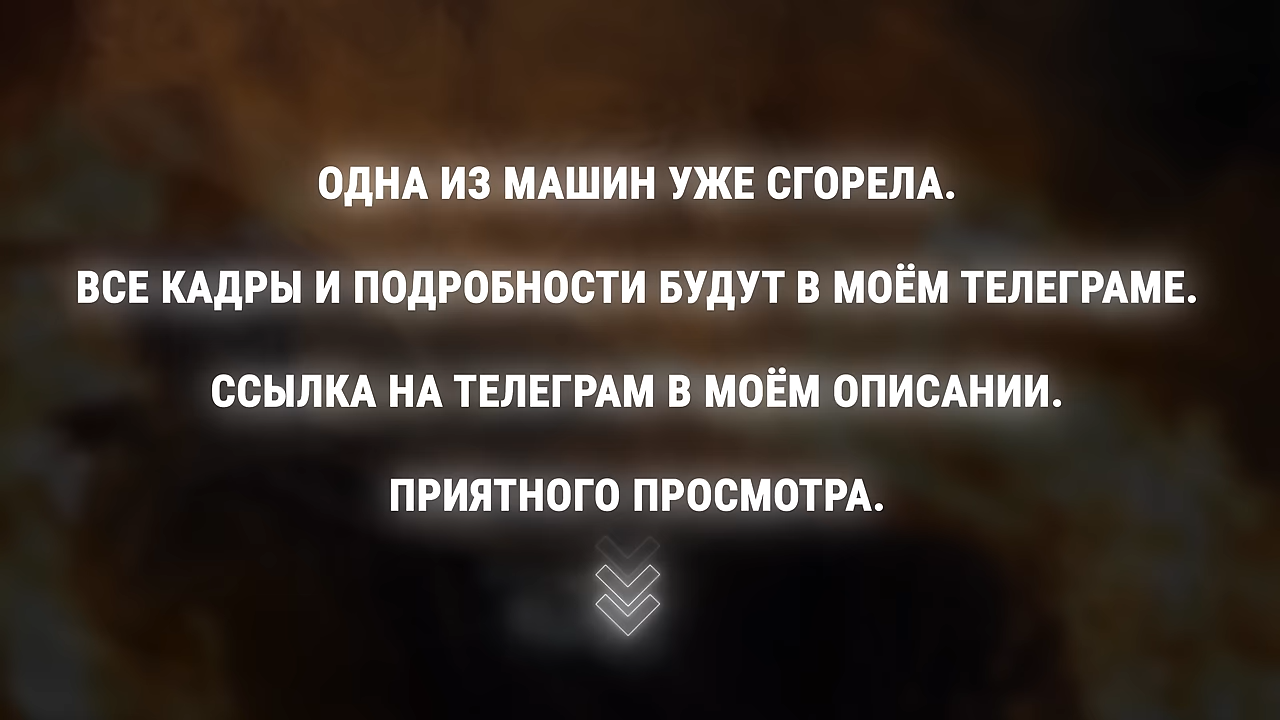 ОДНА ИЗ МАШИН УЖЕ СГОРЕЛА.
ВСЕ КАДРЫ И ПОДРОБНОСТИ БУДУТ В МОЁМ ТЕЛЕГРАМЕ.
ССЫЛКА НА ТЕЛЕГРАМ В МОЁМ ОПИСАНИИ.
ПРИЯТНОГО ПРОСМОТРА.